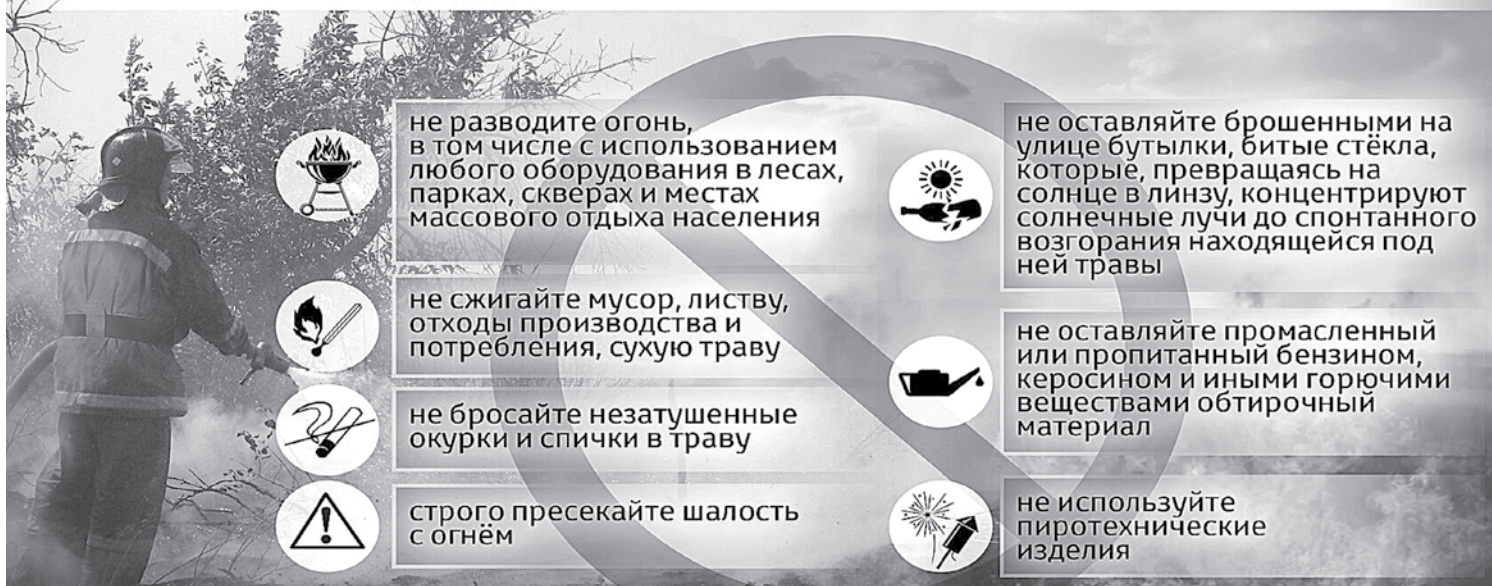 не разводите огонь,
в том числе с использованием
любого оборудования в лесах,
парках, скверах и местах
массового отдыха населения
не сжигайте мусор, листву,
отходы производства и
потребления, сухую траву
не бросайте незатушенные
окурки и спички в траву
строго пресекайте шалость
с огнём
не оставляйте брошенными на
улице бутылки, битые стёкла,
которые, превращаясь на
солнце в линзу, концентрируют
солнечные лучи до спонтанного
возгорания находящейся под
ней травы
не оставляйте промасленный
или пропитанный бензином,
керосином и иными горючими
веществами обтирочный
материал
не используйте
пиротехнические
изделия